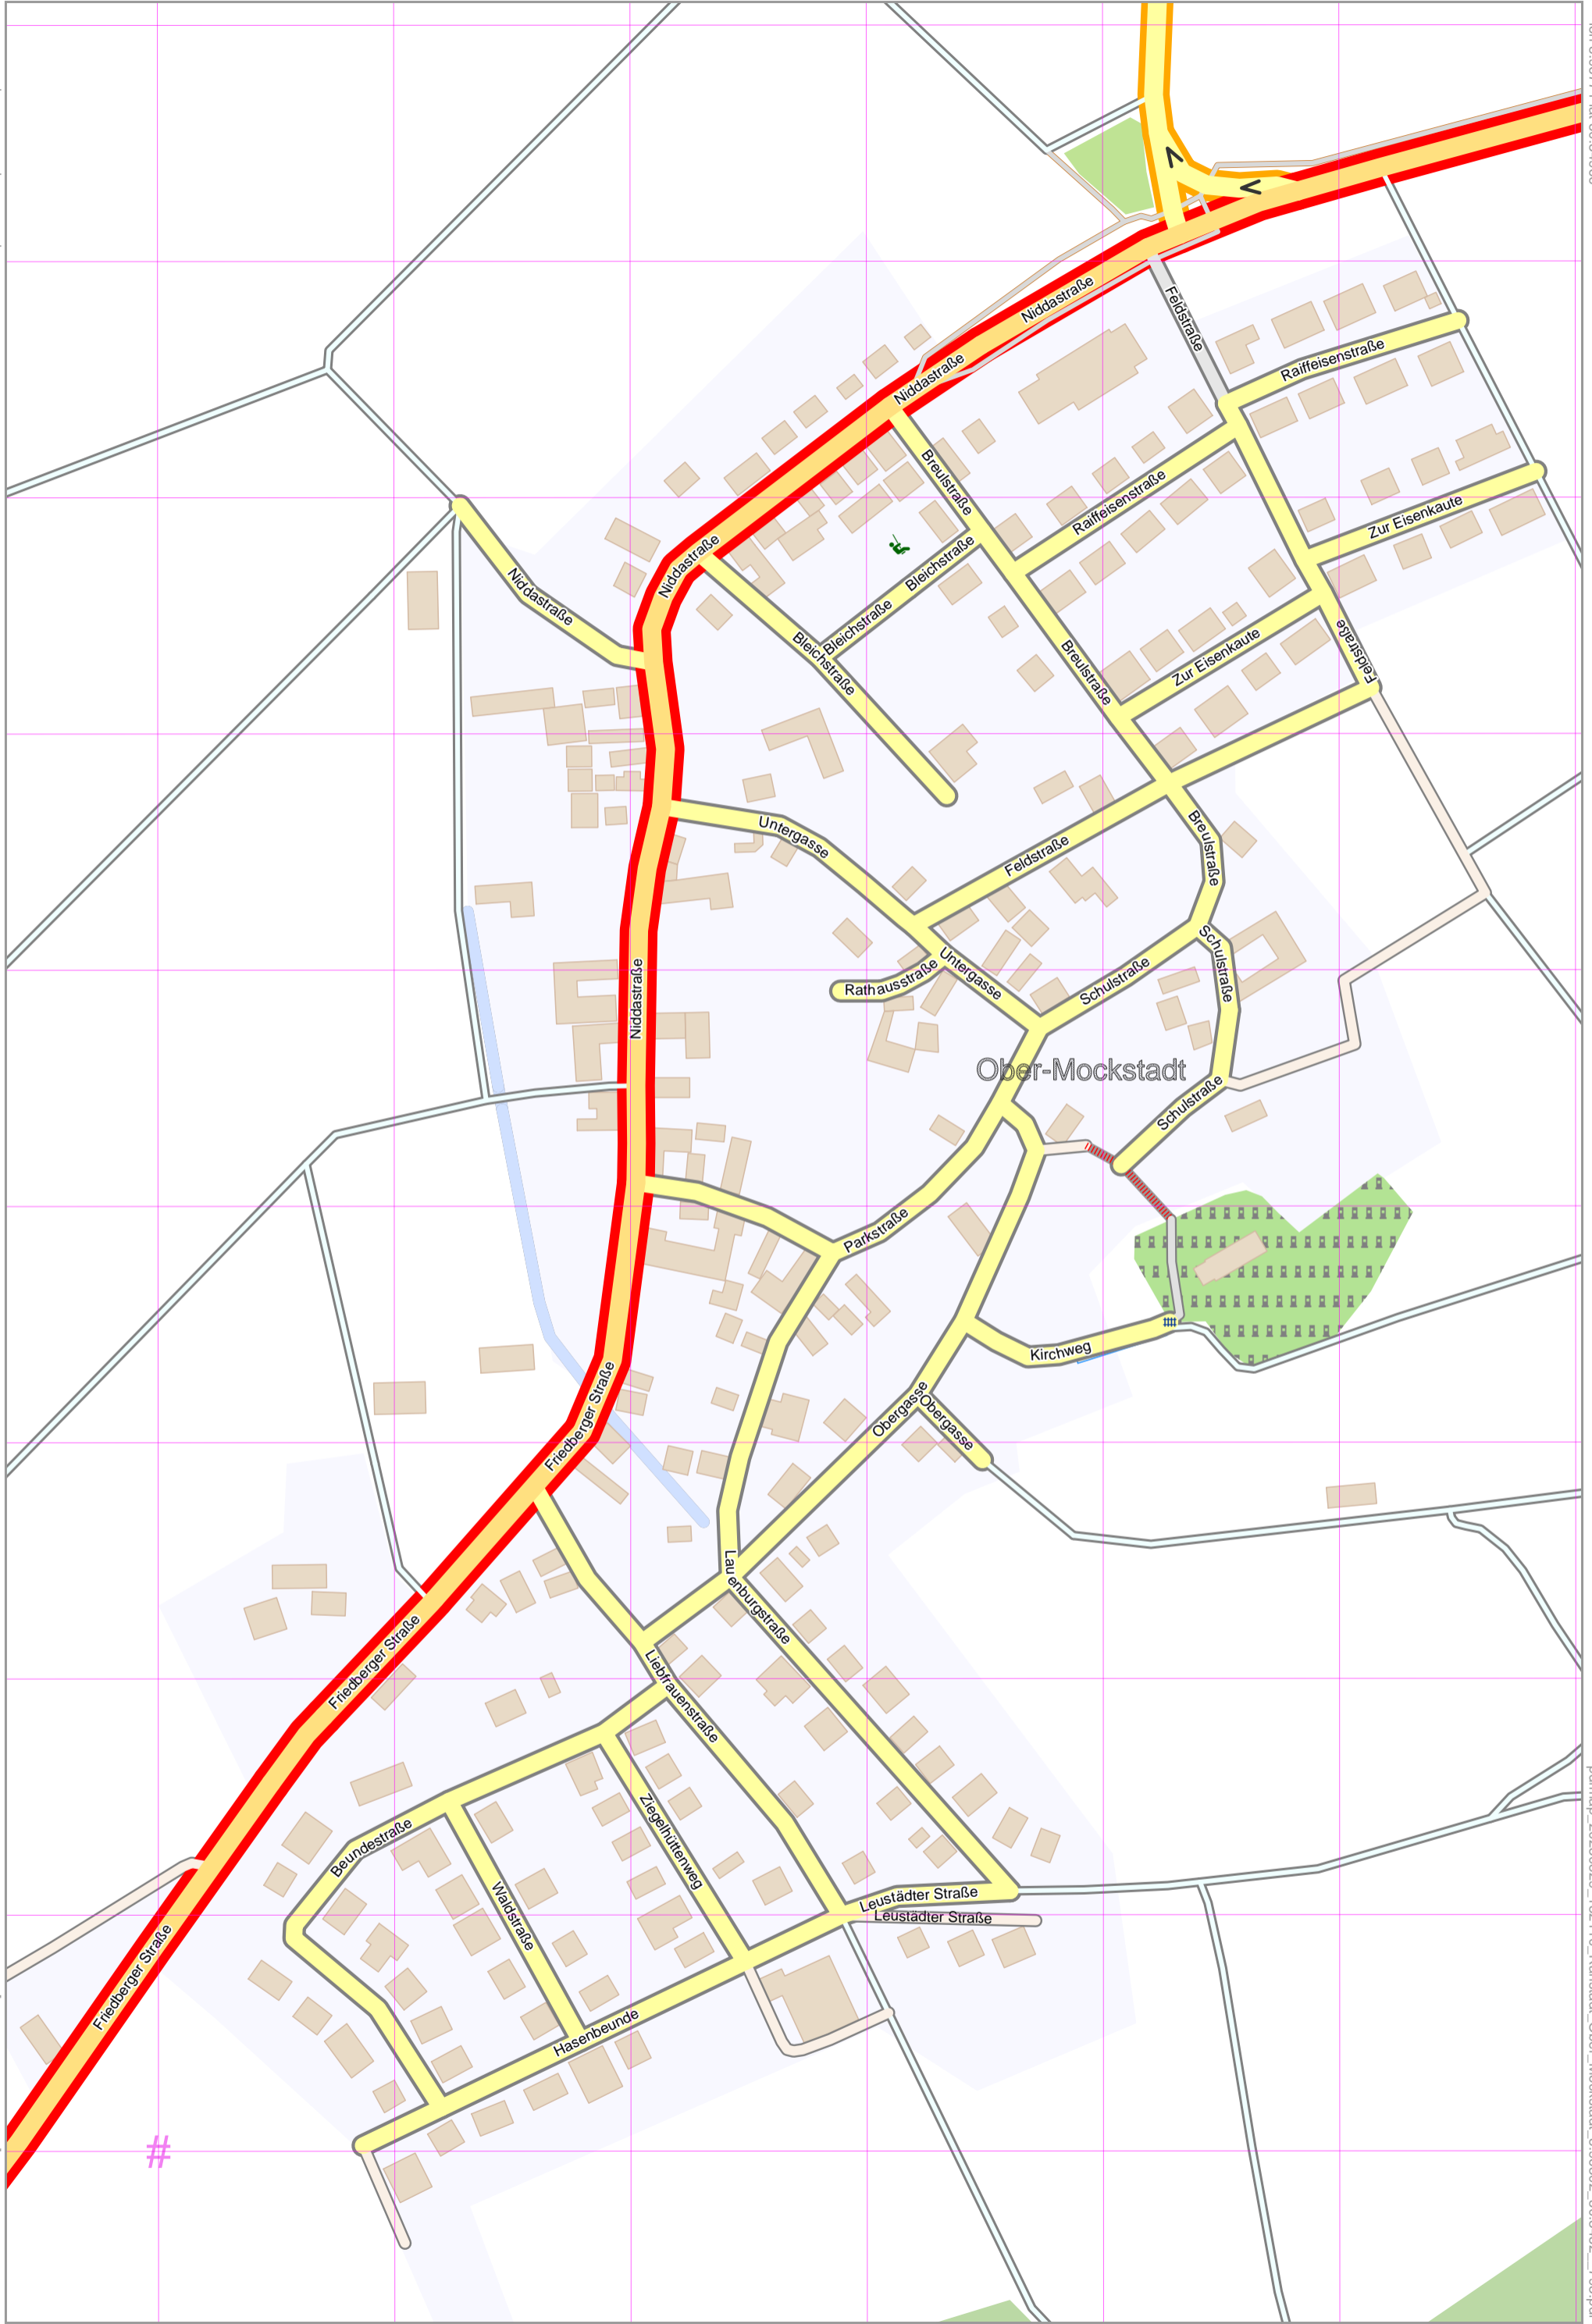 Niddastraße
Feldstraße
Niddastraße
Raiffeisenstraße
Breulstraße
Raiffeisenstraße
Zur Eisenkaute
Niddastraße
Niddastraße
Bleichstraße
Bleichstraße
Bleichstraße
Breulstraße
Zur Eisenkaute
Feldstraße
Untergasse
Feldstraße
Breulstraße
Niddastraße
Rathausstraße
Untergasse
Schulstraße
Schulstraße
Ober-Mockstadt
Schulstraße
Parkstraße
Kirchweg
Friedberger Straße
Obergasse
Obergasse
Lauenburgstraße
Friedberger Straße
Liebfrauenstraße
Beundestraße
Ziegelhüttenweg
Waldstraße
Leustädter Straße
Leustädter Straße
Friedberger Straße
Hasenbeunde
#